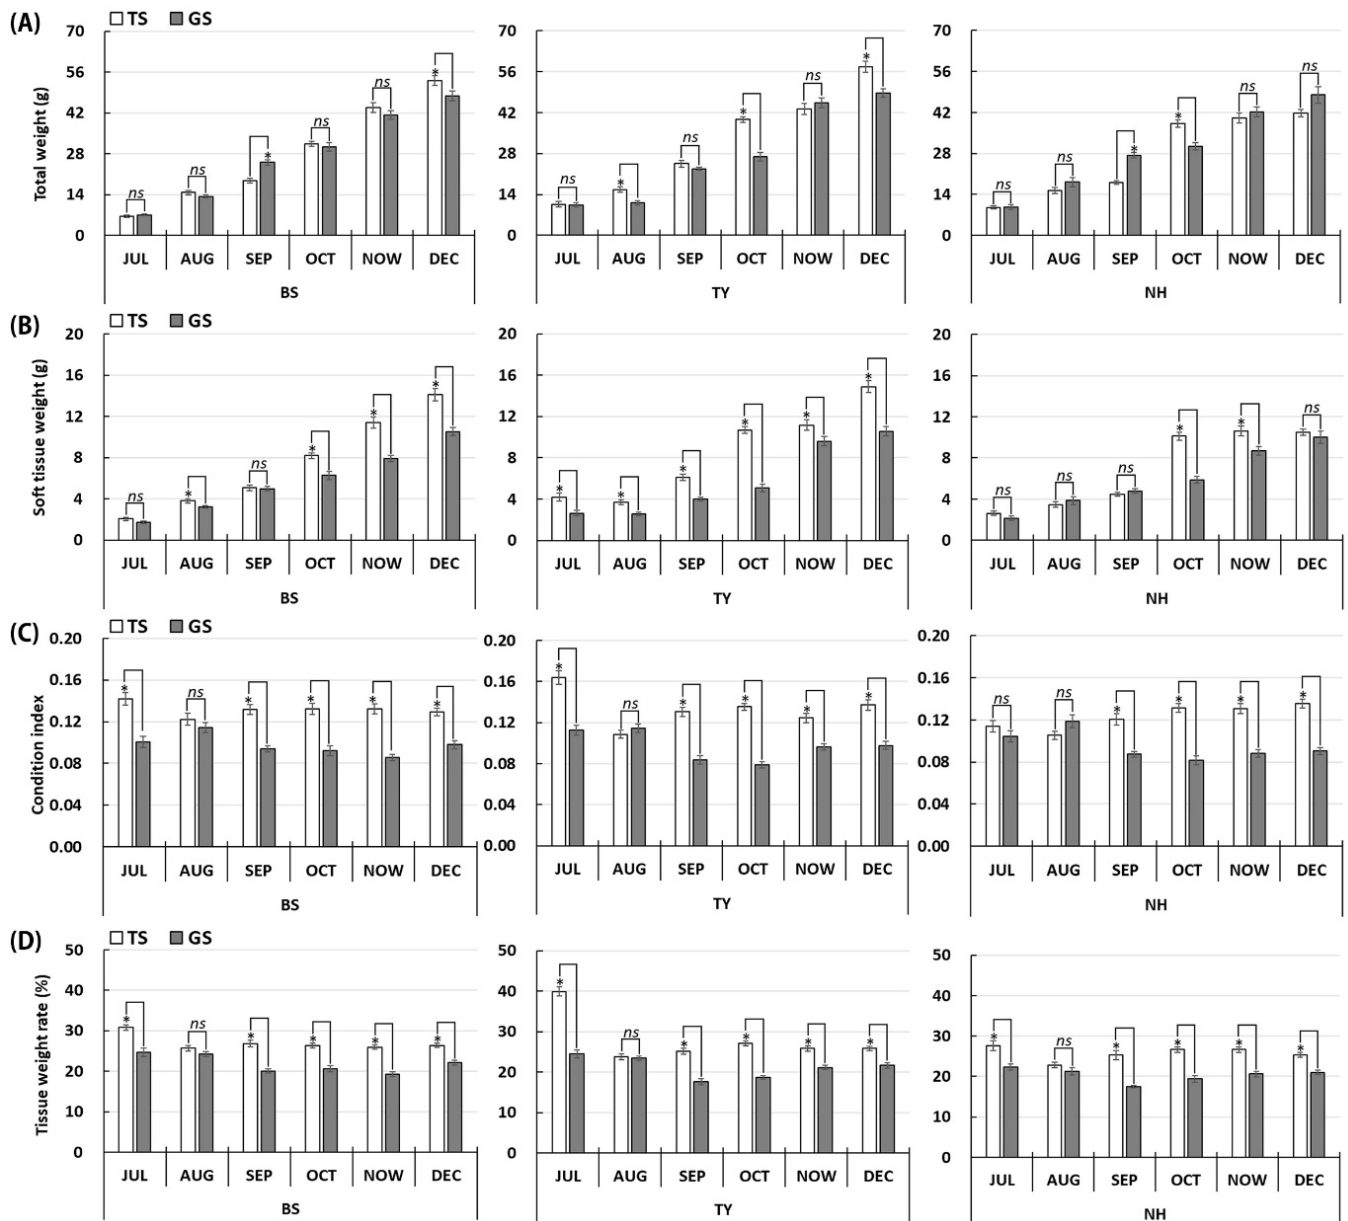 (A) TS GS
Total weight (g)
70 56 42 28 14 0
ns ns * ns ns *
JUL AUG SEP OCT NOW DEC
BS
70 56 42 28 14 0
ns * ns * ns *
JUL AUG SEP OCT NOW DEC
TY
70 56 42 28 14 0
ns ns * * ns ns
JUL AUG SEP OCT NOW DEC
NH
(B) TS GS
Soft tissue weight (g)
20 16 12 8 4 0
ns * ns * * *
JUL AUG SEP OCT NOW DEC
BS
20 16 12 8 4 0
* * * * * *
JUL AUG SEP OCT NOW DEC
TY
20 16 12 8 4 0
ns ns ns * * ns
JUL AUG SEP OCT NOW DEC
NH
(C) TS GS
Condition index
0.20 0.16 0.12 0.08 0.04 0.00
* ns * * * *
JUL AUG SEP OCT NOW DEC
BS
0.20 0.16 0.12 0.08 0.04 0.00
* ns * * * *
JUL AUG SEP OCT NOW DEC
TY
0.20 0.16 0.12 0.08 0.04 0.00
ns ns * * * *
JUL AUG SEP OCT NOW DEC
NH
(D) TS GS
Tissue weight rate (%)
50 40 30 20 10 0
* ns * * * *
JUL AUG SEP OCT NOW DEC
BS
50 40 30 20 10 0
* ns * * * *
JUL AUG SEP OCT NOW DEC
TY
50 40 30 20 10 0
* ns * * * *
JUL AUG SEP OCT NOW DEC
NH